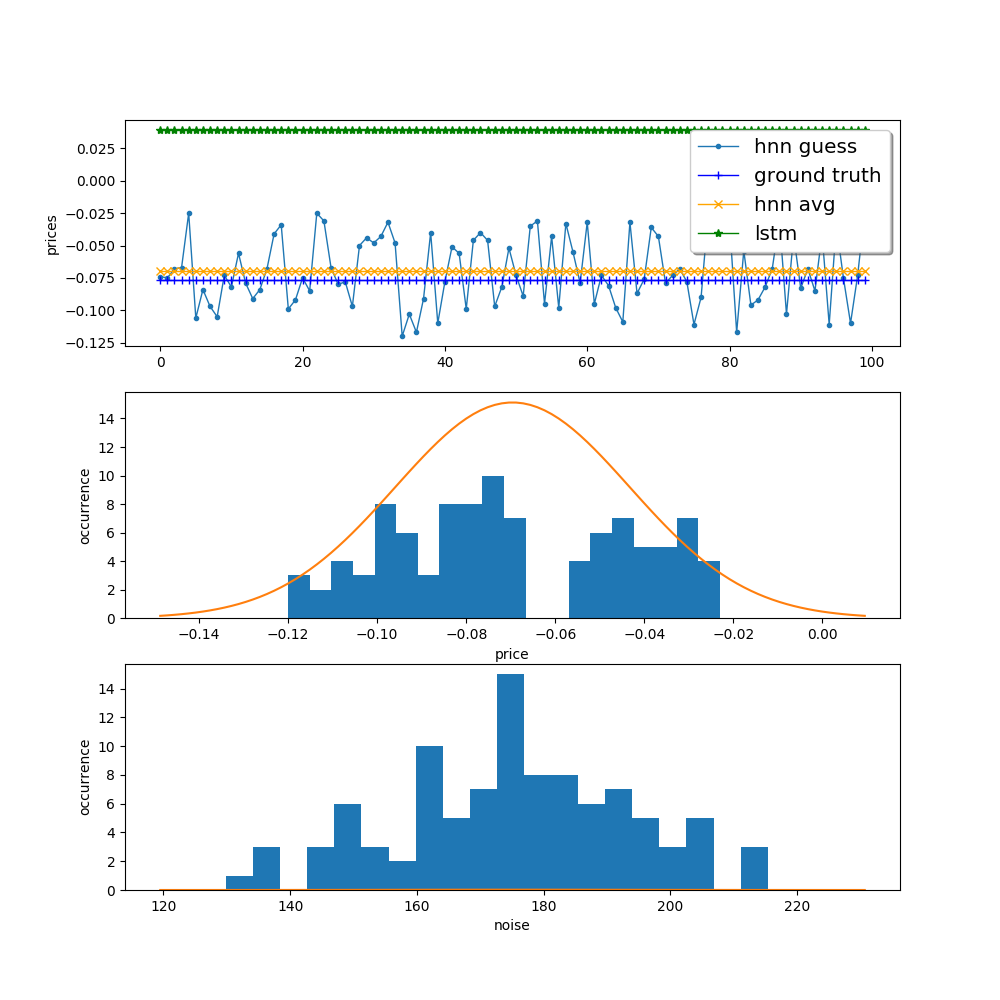 prices
0.025
0.000
−0.025
−0.050
−0.075
−0.100
−0.125
hnn guess
ground truth
hnn avg
lstm
0 20 40 60 80 100
occurrence
14
12
10
8
6
4
2
0
−0.14 −0.12 −0.10 −0.08 −0.06 −0.04 −0.02 0.00
price
occurrence
14
12
10
8
6
4
2
0
120 140 160 180 200 220
noise